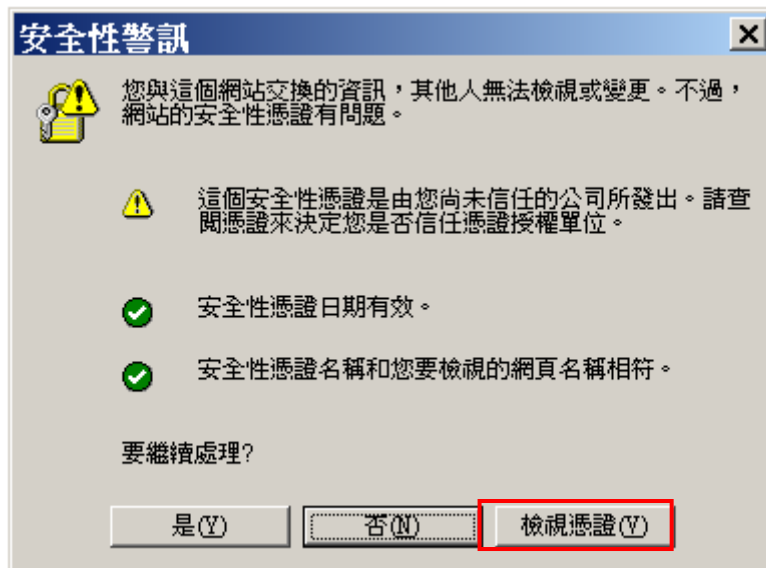 安全性警訊
您與這個網站交換的資訊，其他人無法檢視或變更。不過，
網站的安全性憑證有問題。
這個安全性憑證是由您尚未信任的公司所發出。請查
閱憑證來決定您是否信任憑證授權單位。
安全性憑證日期有效。
安全性憑證名稱和您要檢視的網頁名稱相符。
要繼續處理?
是(Y) 否(N) 檢視憑證(V)